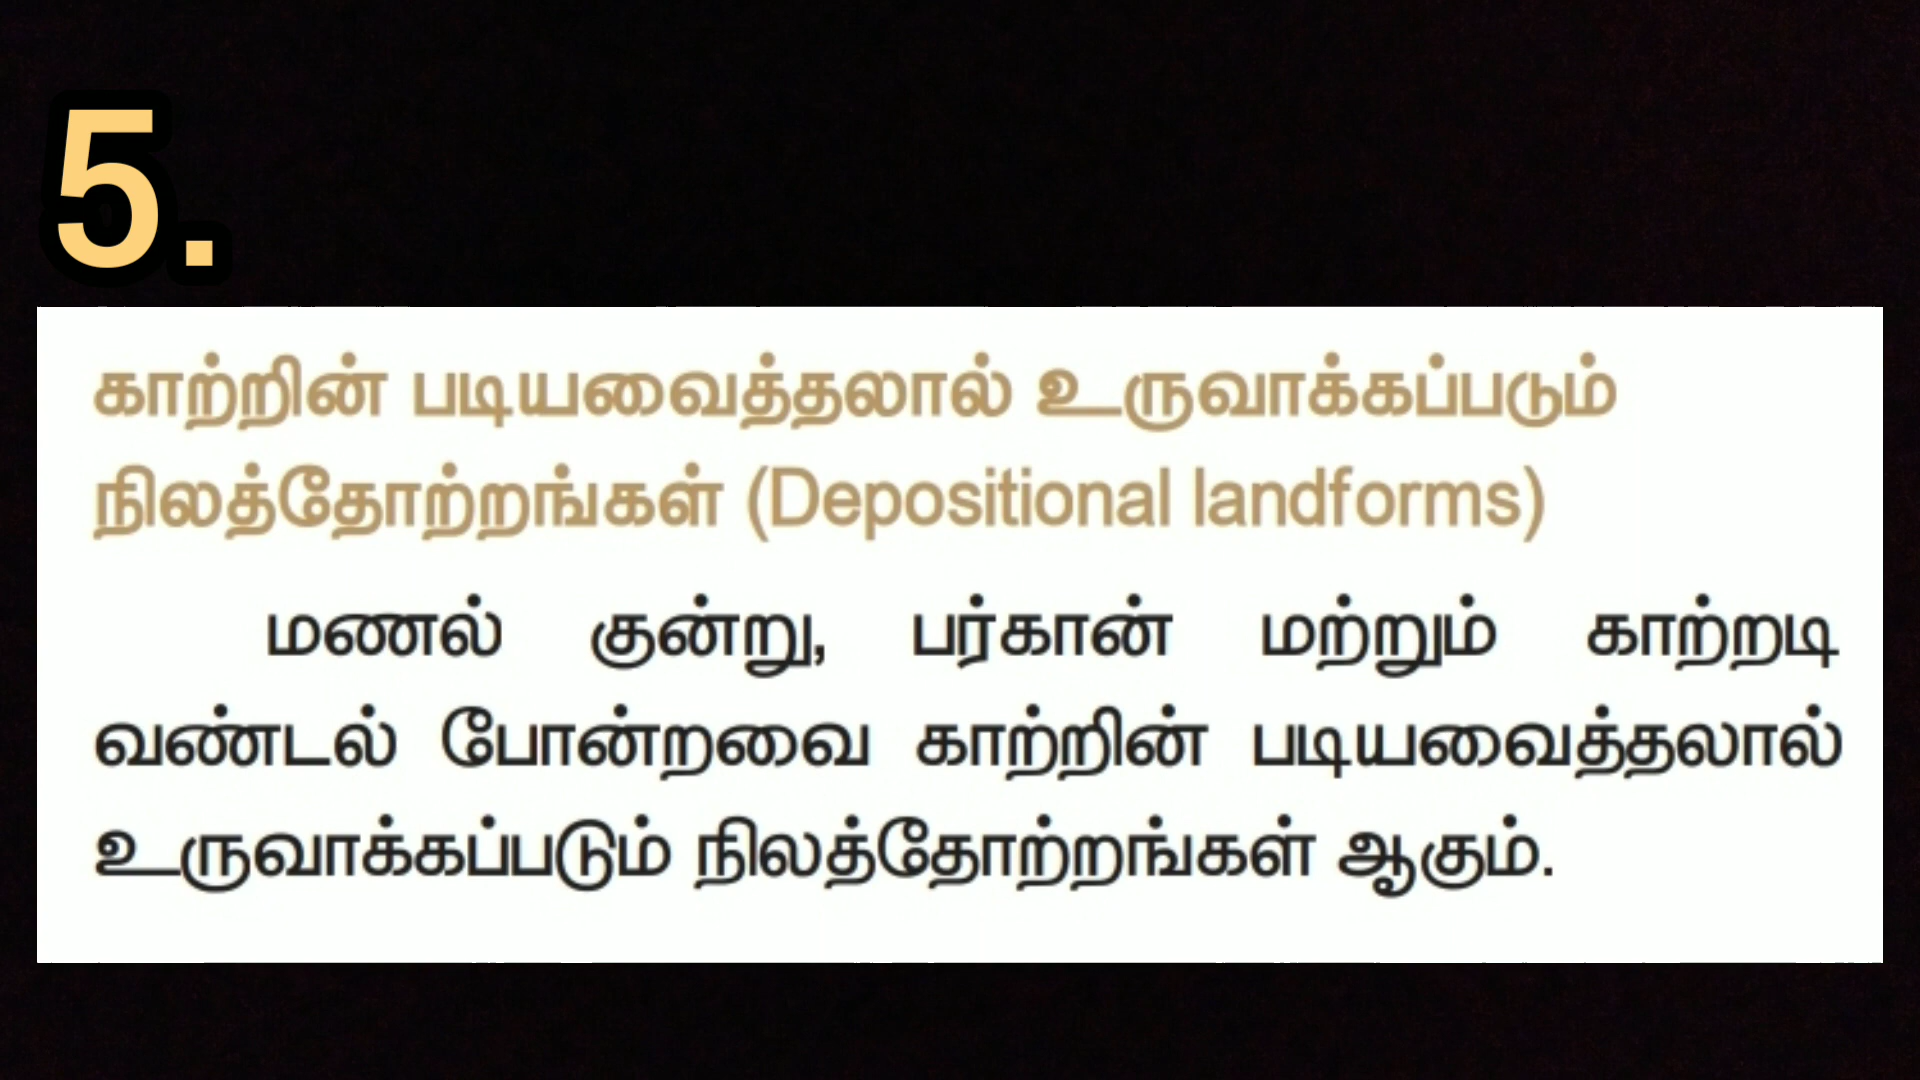 5.
காற்றின் படியவைத்தலால் உருவாக்கப்படும்
நிலத்தோற்றங்கள் (Depositional landforms)
மணல் குன்று, பர்கான் மற்றும் காற்றடி
வண்டல் போன்றவை காற்றின் படியவைத்தலால்
உருவாக்கப்படும் நிலத்தோற்றங்கள் ஆகும்.